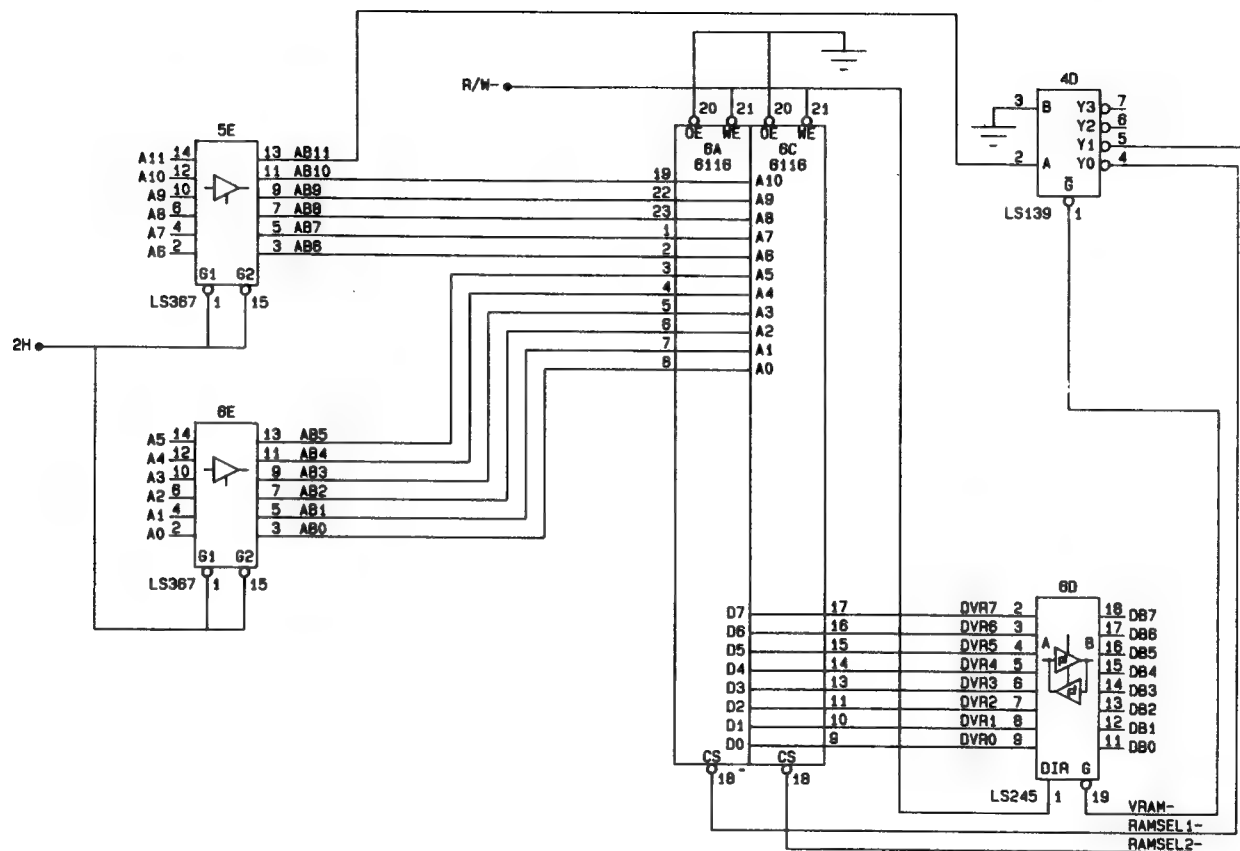 R/W-
20 21 20 21
OE WE OE WE
6A 6C
6116 6116
4D
3 B Y3 7
Y2 6
Y1 5
2 A Y0 4
G
LS139 1
5E
A11 14 13 AB11
A10 12 11 AB10
A9 10 9 AB9
A8 6 7 AB8
A7 4 5 AB7
A6 2 3 AB6
G1 G2
LS367 1 15
19 A10
22 A9
23 A8
1 A7
2 A6
3 A5
4 A4
5 A3
6 A2
7 A1
8 A0
2H
6E
A5 14 13 AB5
A4 12 11 AB4
A3 10 9 AB3
A2 6 7 AB2
A1 4 5 AB1
A0 2 3 AB0
G1 G2
LS367 1 15
6D
D7 17 DVR7 2 18 DB7
D6 16 DVR6 3 17 DB6
D5 15 DVR5 4 A B 16 DB5
D4 14 DVR4 5 15 DB4
D3 13 DVR3 6 14 DB3
D2 11 DVR2 7 13 DB2
D1 10 DVR1 8 12 DB1
D0 9 DVR0 9 11 DB0
CS CS
18 18
DIR G
LS245 1 19
VRAM-
RAMSEL1-
RAMSEL2-